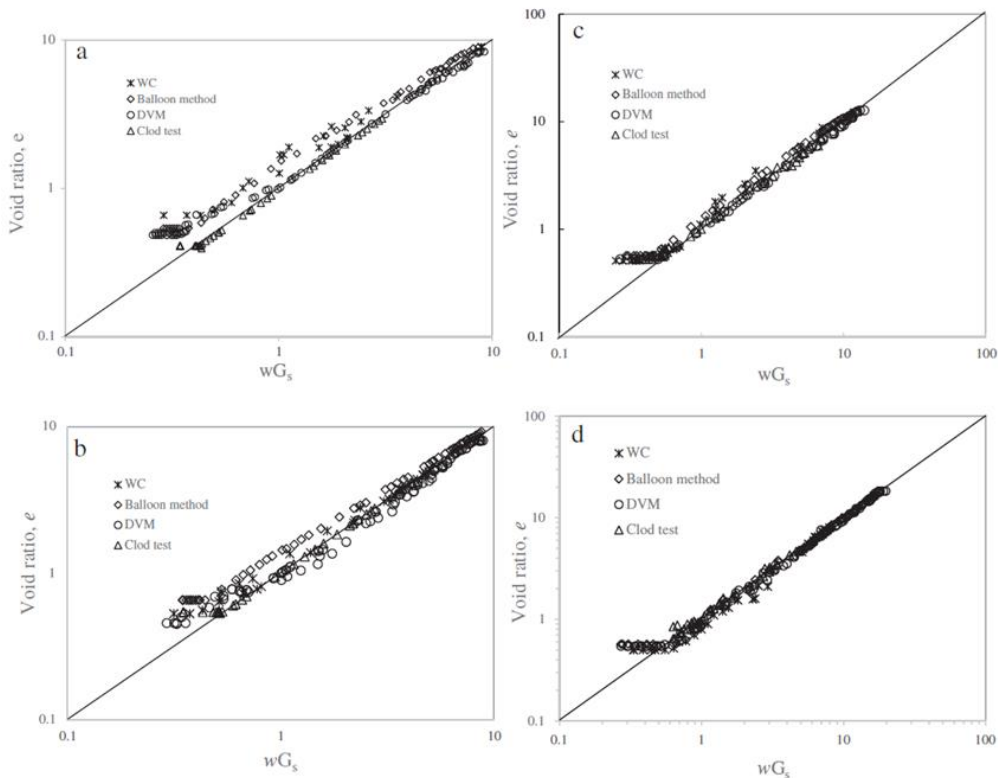 a
10
1
0.1
0.1
1
10
Void ratio, e
wGs
WC
Balloon method
DVM
Clod test
c
100
10
1
0.1
0.1
1
10
100
Void ratio, e
wGs
WC
Balloon method
DVM
Clod test
b
10
1
0.1
0.1
1
10
Void ratio, e
wGs
WC
Balloon method
DVM
Clod test
d
100
10
1
0.1
0.1
1
10
100
Void ratio, e
wGs
WC
Balloon method
DVM
Clod test